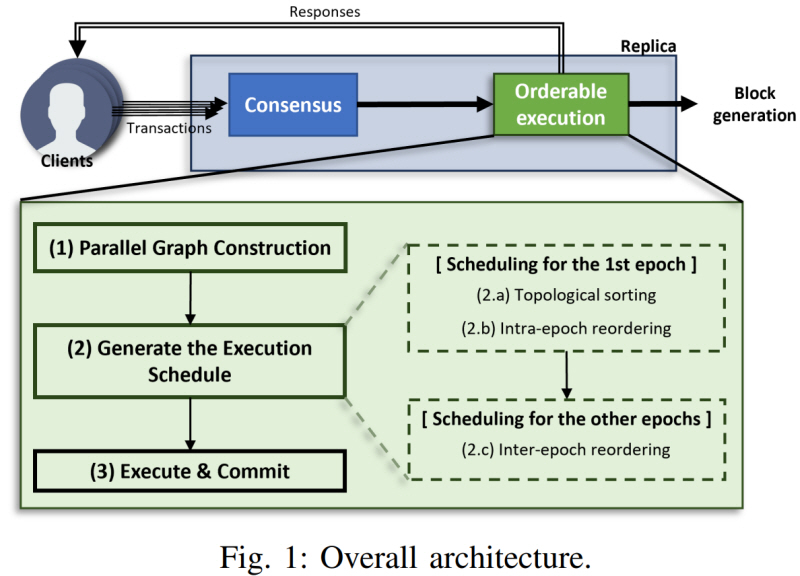 Responses
Replica
Consensus
Orderable
execution
Block
generation
Transactions
Clients
(1) Parallel Graph Construction
(2) Generate the Execution
Schedule
(3) Execute & Commit
[ Scheduling for the 1st epoch ]
(2.a) Topological sorting
(2.b) Intra-epoch reordering
[ Scheduling for the other epochs ]
(2.c) Inter-epoch reordering
Fig. 1: Overall architecture.